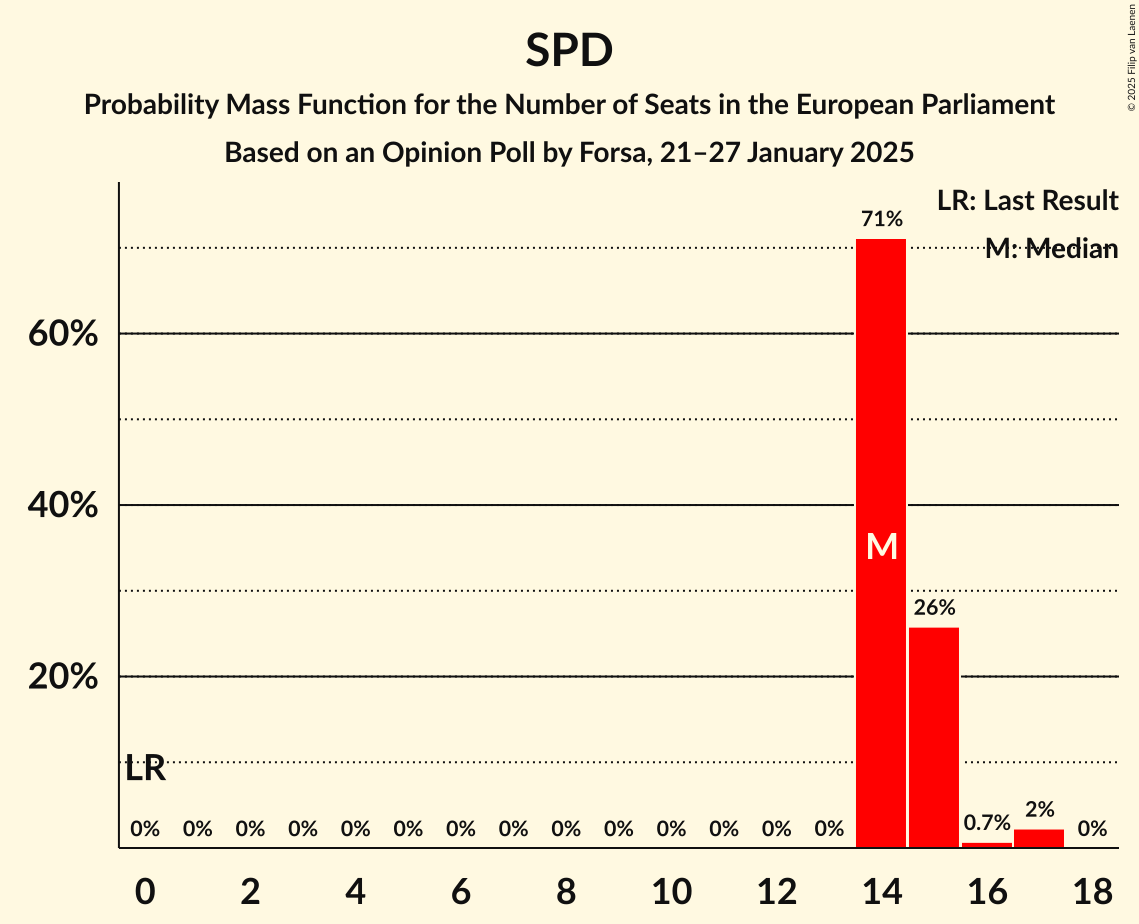 SPD
Probability Mass Function for the Number of Seats in the European Parliament
Based on an Opinion Poll by Forsa, 21–27 January 2025
© 2025 Filip van Laenen
LR: Last Result
M: Median
71%
60%
40%
M
26%
20%
LR
0% 0% 0% 0% 0% 0% 0% 0% 0% 0% 0% 0% 0% 0% 0.7% 2% 0%
0 2 4 6 8 10 12 14 16 18